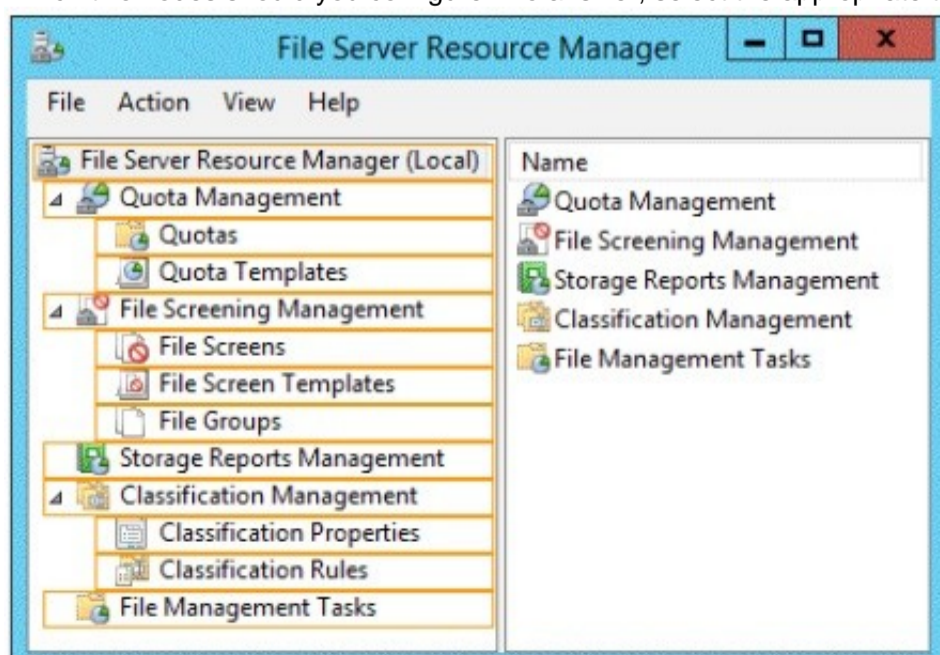 File Server Resource Manager
File Action View Help
File Server Resource Manager (Local)
Quota Management
Quotas
Quota Templates
File Screening Management
File Screens
File Screen Templates
File Groups
Storage Reports Management
Classification Management
Classification Properties
Classification Rules
File Management Tasks
Name
Quota Management
File Screening Management
Storage Reports Management
Classification Management
File Management Tasks